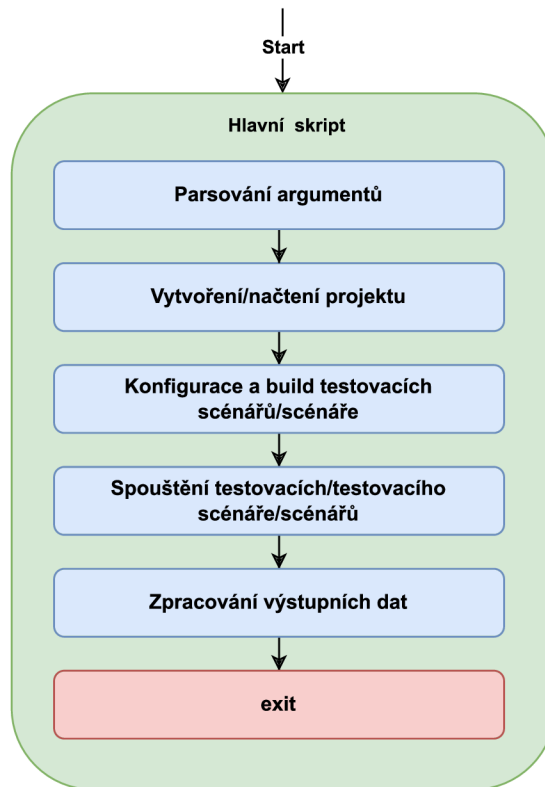 Start
Hlavní skript
Parsování argumentů
Vytvoření/načtení projektu
Konfigurace a build testovacích
scénářů/scénáře
Spouštění testovacích/testovacího
scénáře/scénářů
Zpracování výstupních dat
exit